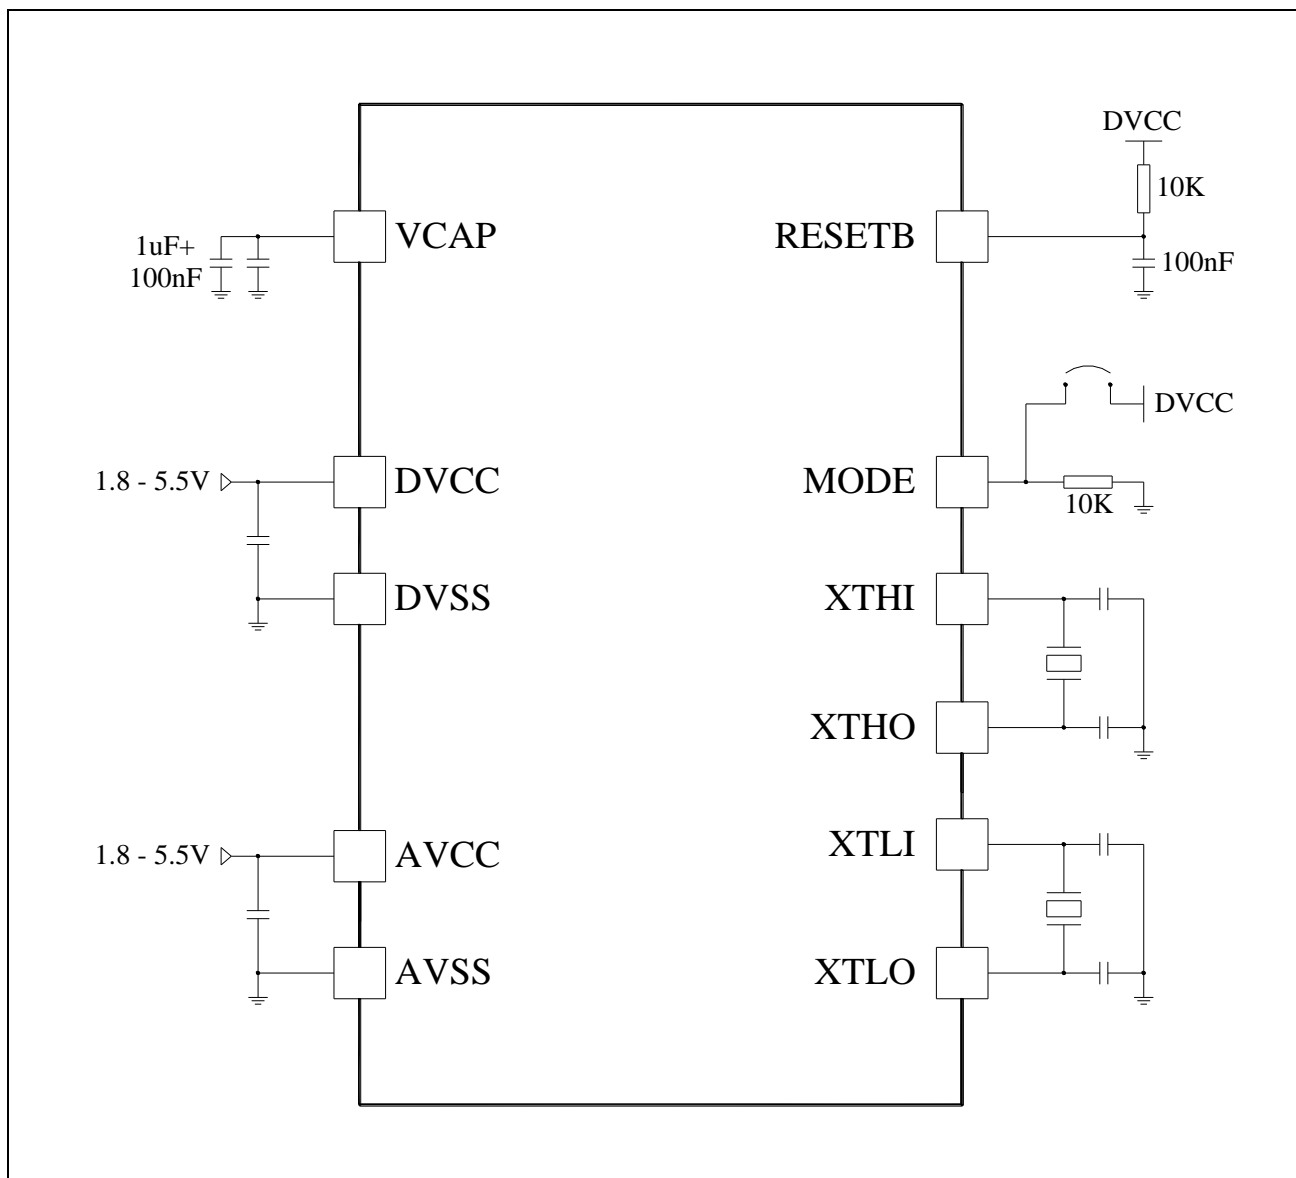 DVCC
10K
1uF+
100nF
VCAP
RESETB
100nF
DVCC
1.8 - 5.5V
DVCC
MODE
10K
DVSS
XTHI
XTHO
1.8 - 5.5V
AVCC
XTLI
AVSS
XTLO